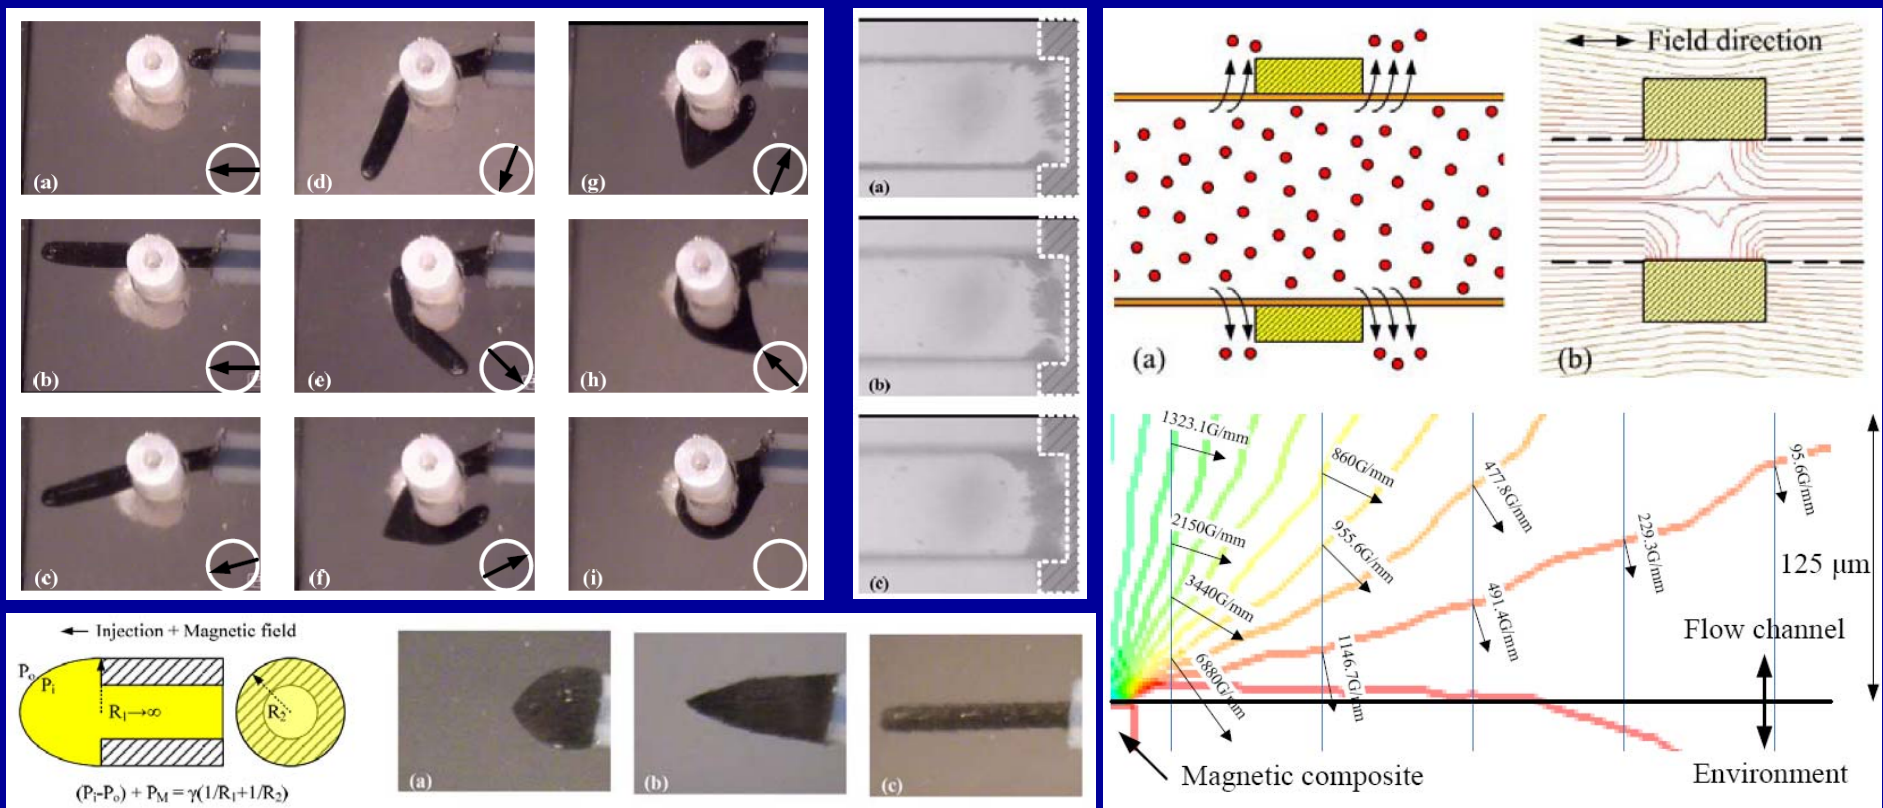 (a)
(d)
(g)
(b)
(e)
(h)
(c)
(f)
(i)
(a)
(b)
(c)
Field direction
(a)
(b)
1323.1G/mm
860G/mm
477.8G/mm
95.6G/mm
2150G/mm
955.6G/mm
229.3G/mm
3440G/mm
491.4G/mm
6880G/mm
1146.7G/mm
125 μm
Flow channel
Magnetic composite
Environment
Injection + Magnetic field
Po
Pi
R1→∞
R2
(Pi-Po) + PM = γ(1/R1+1/R2)
(a)
(b)
(c)